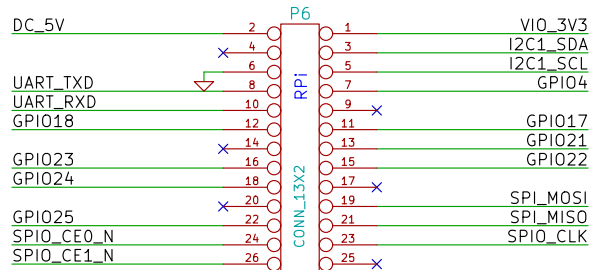 P6
DC_5V 2 1 VIO_3V3
4 3 I2C1_SDA
6 5 I2C1_SCL
UART_TXD 8 7 GPIO4
UART_RXD 10 9
GPIO18 12 11 GPIO17
14 13 GPIO21
GPIO23 16 15 GPIO22
GPIO24 18 17
20 19 SPI_MOSI
GPIO25 22 21 SPI_MISO
SPIO_CE0_N 24 23 SPIO_CLK
SPIO_CE1_N 26 25
RPi
CONN_13X2